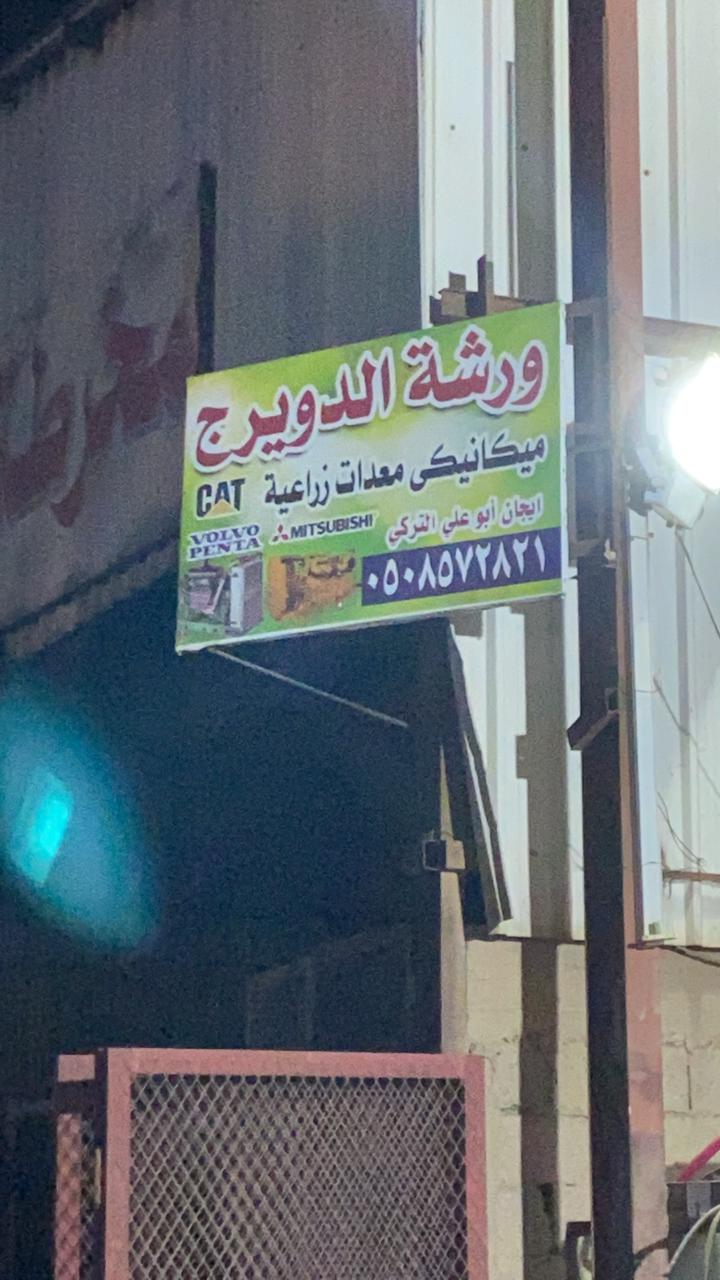 ورشة الدويرج
ميكانيكى معدات زراعية
CAT
ايجان أبو علي التركي
MITSUBISHI
VOLVO
PENTA
٠٥٠٨٥٧٢٨٢١